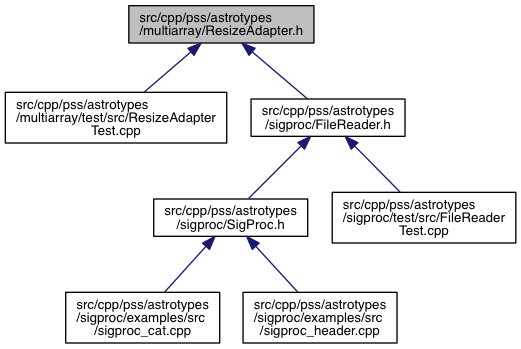 src/cpp/pss/astrotypes
/multiarray/ResizeAdapter.h
src/cpp/pss/astrotypes
/multiarray/test/src/ResizeAdapter
Test.cpp
src/cpp/pss/astrotypes
/sigproc/FileReader.h
src/cpp/pss/astrotypes
/sigproc/SigProc.h
src/cpp/pss/astrotypes
/sigproc/test/src/FileReader
Test.cpp
src/cpp/pss/astrotypes
/sigproc/examples/src
/sigproc_cat.cpp
src/cpp/pss/astrotypes
/sigproc/examples/src
/sigproc_header.cpp